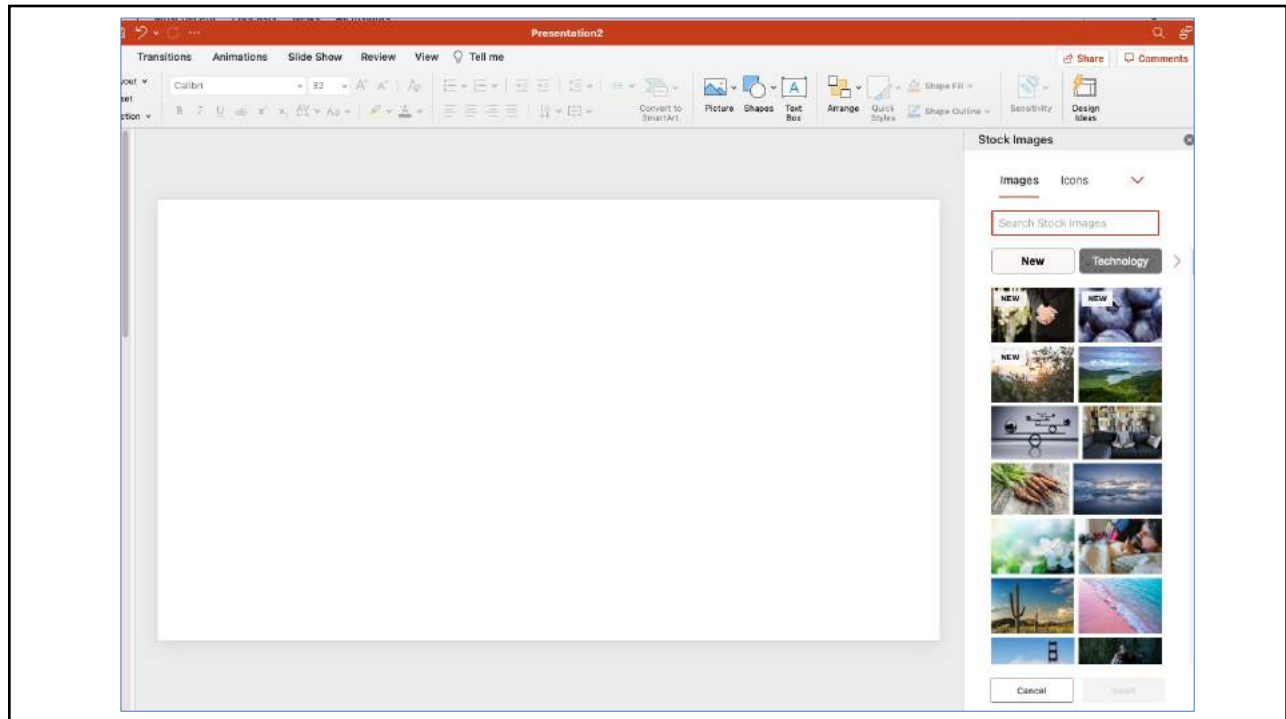 Presentation2
Transitions Animations Slide Show Review View Tell me
Share Comments
Calibri 32
Convert to
SmartArt
Picture Shapes Text
Box
Arrange Quick
Styles
Shape Fill
Shape Outline
Sensitivity Design
Ideas
Stock Images
Images Icons
Search Stock Images
New Technology
NEW NEW
NEW
Cancel Insert